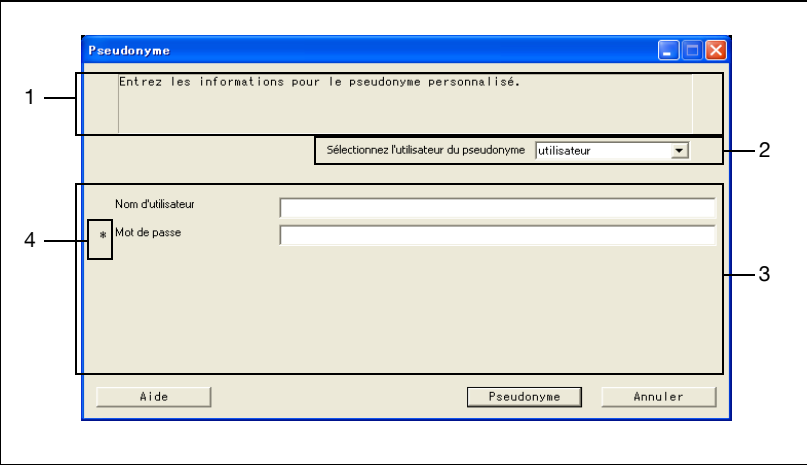 Pseudonyme
1
Entrez les informations pour le pseudonyme personnalisé.
Sélectionnez l'utilisateur du pseudonyme utilisateur
2
Nom d'utilisateur
4
* Mot de passe
3
Aide Pseudonyme Annuler